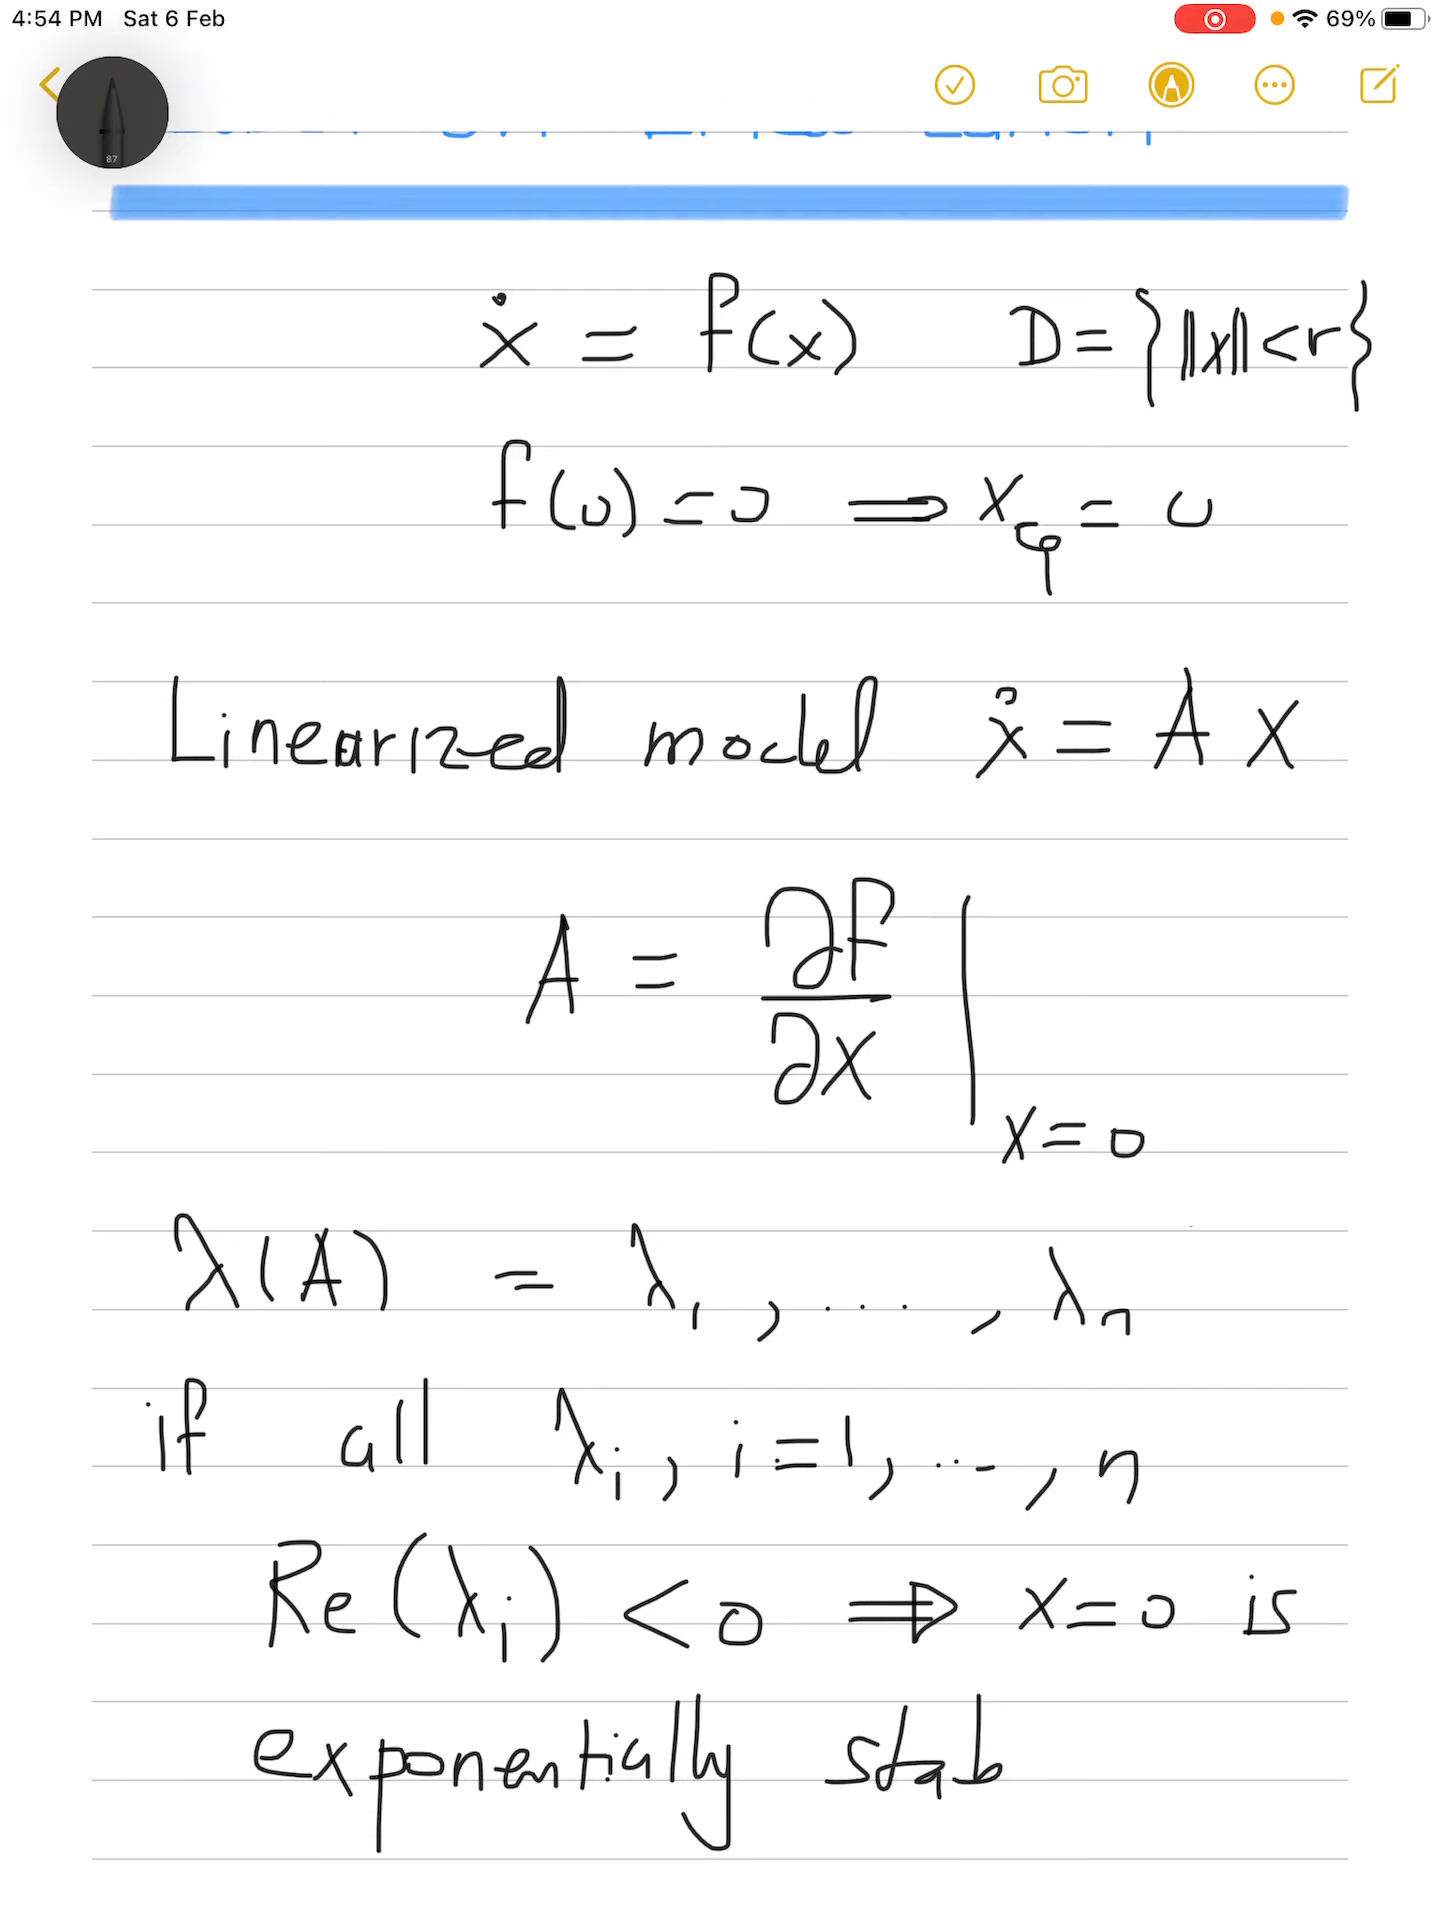 4:54 PM Sat 6 Feb 69%
87
ẋ = f(x) D = {‖x‖ < r}
f(0) = 0 ⟹ x_eq = 0
Linearized model ẋ = A x
A = ∂f/∂x |_{x=0}
λ(A) = λ₁, ...., λₙ
if all λᵢ, i = 1, ..., n
Re(λᵢ) < 0 ⟹ x = 0 is
exponentially stab